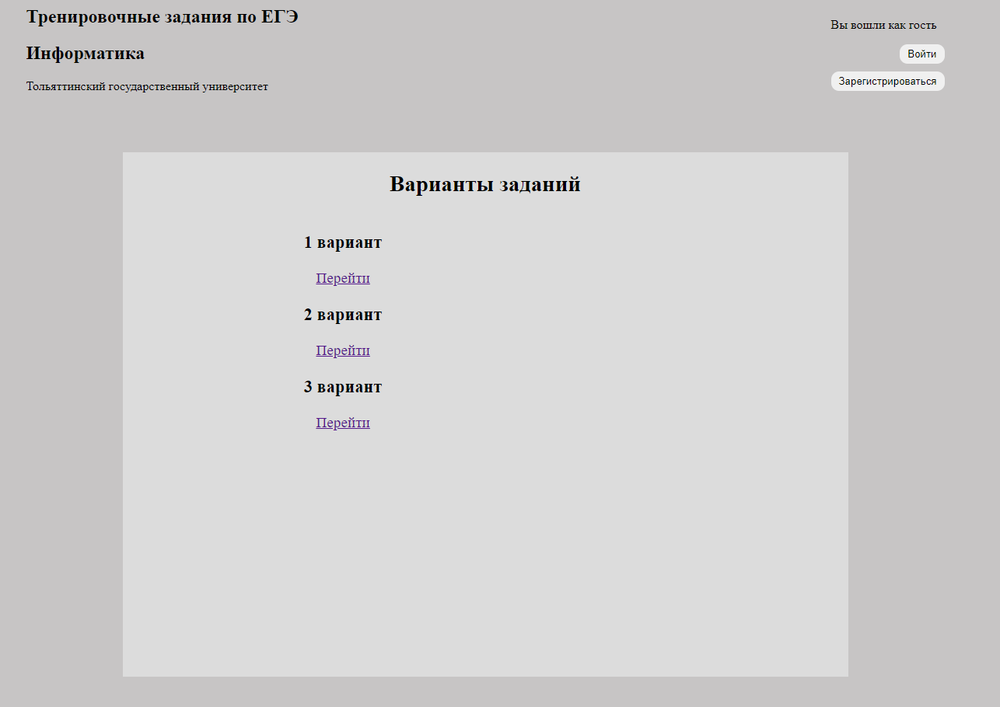 Тренировочные задания по ЕГЭ
Информатика
Тольяттинский государственный университет
Вы вошли как гость
Войти
Зарегистрироваться
Варианты заданий
1 вариант
Перейти
2 вариант
Перейти
3 вариант
Перейти